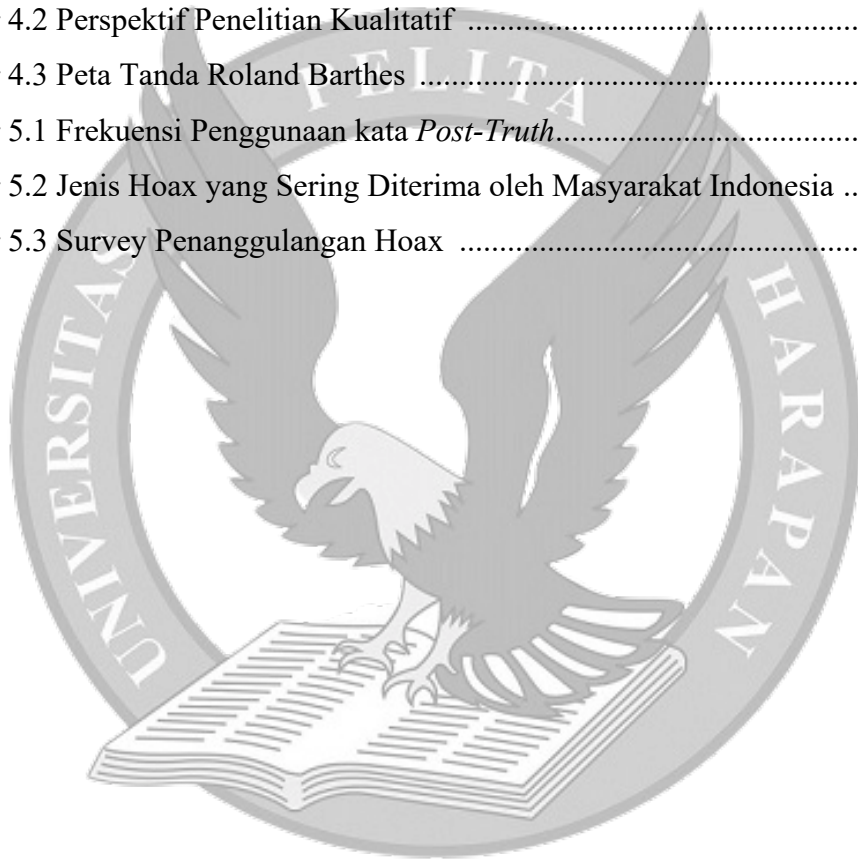 4.2 Perspektif Penelitian Kualitatif ......................................................
4.3 Peta Tanda Roland Barthes ............................................................
5.1 Frekuensi Penggunaan kata Post-Truth..........................................
5.2 Jenis Hoax yang Sering Diterima oleh Masyarakat Indonesia ..
5.3 Survey Penanggulangan Hoax ......................................................
UNIVERSITAS PELITA HARAPAN